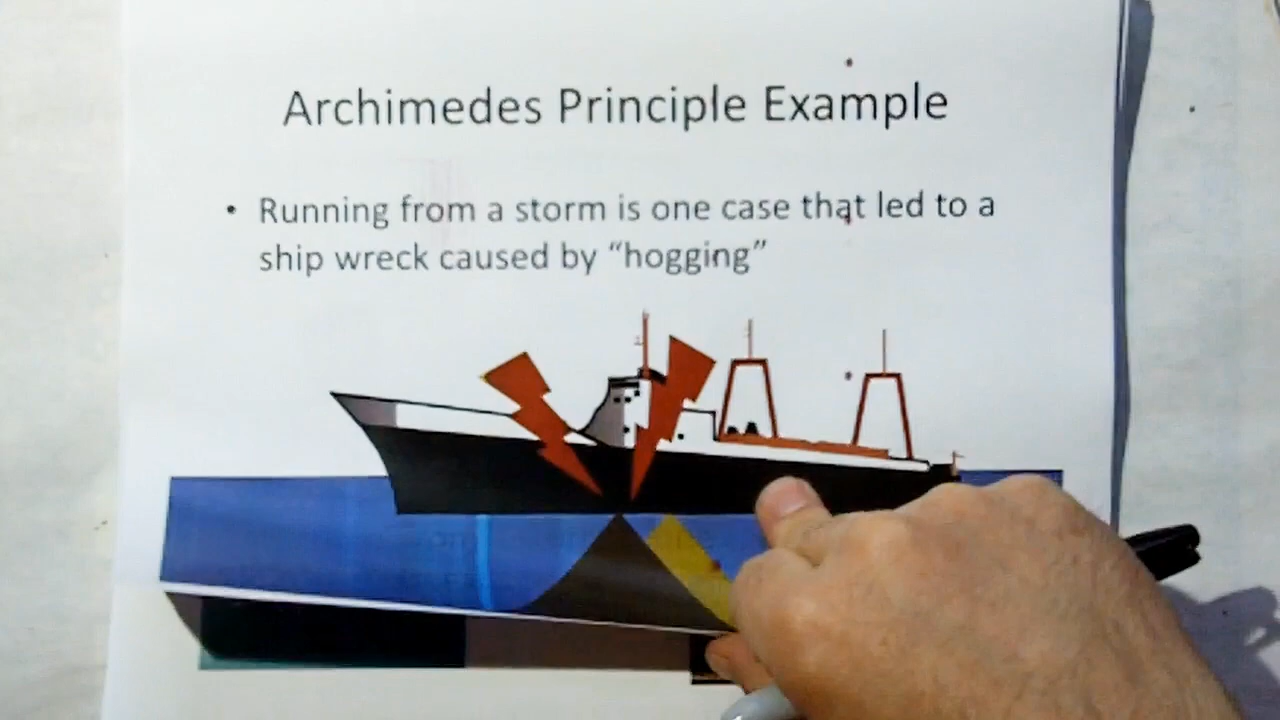 Archimedes Principle Example
• Running from a storm is one case that led to a
ship wreck caused by “hogging”